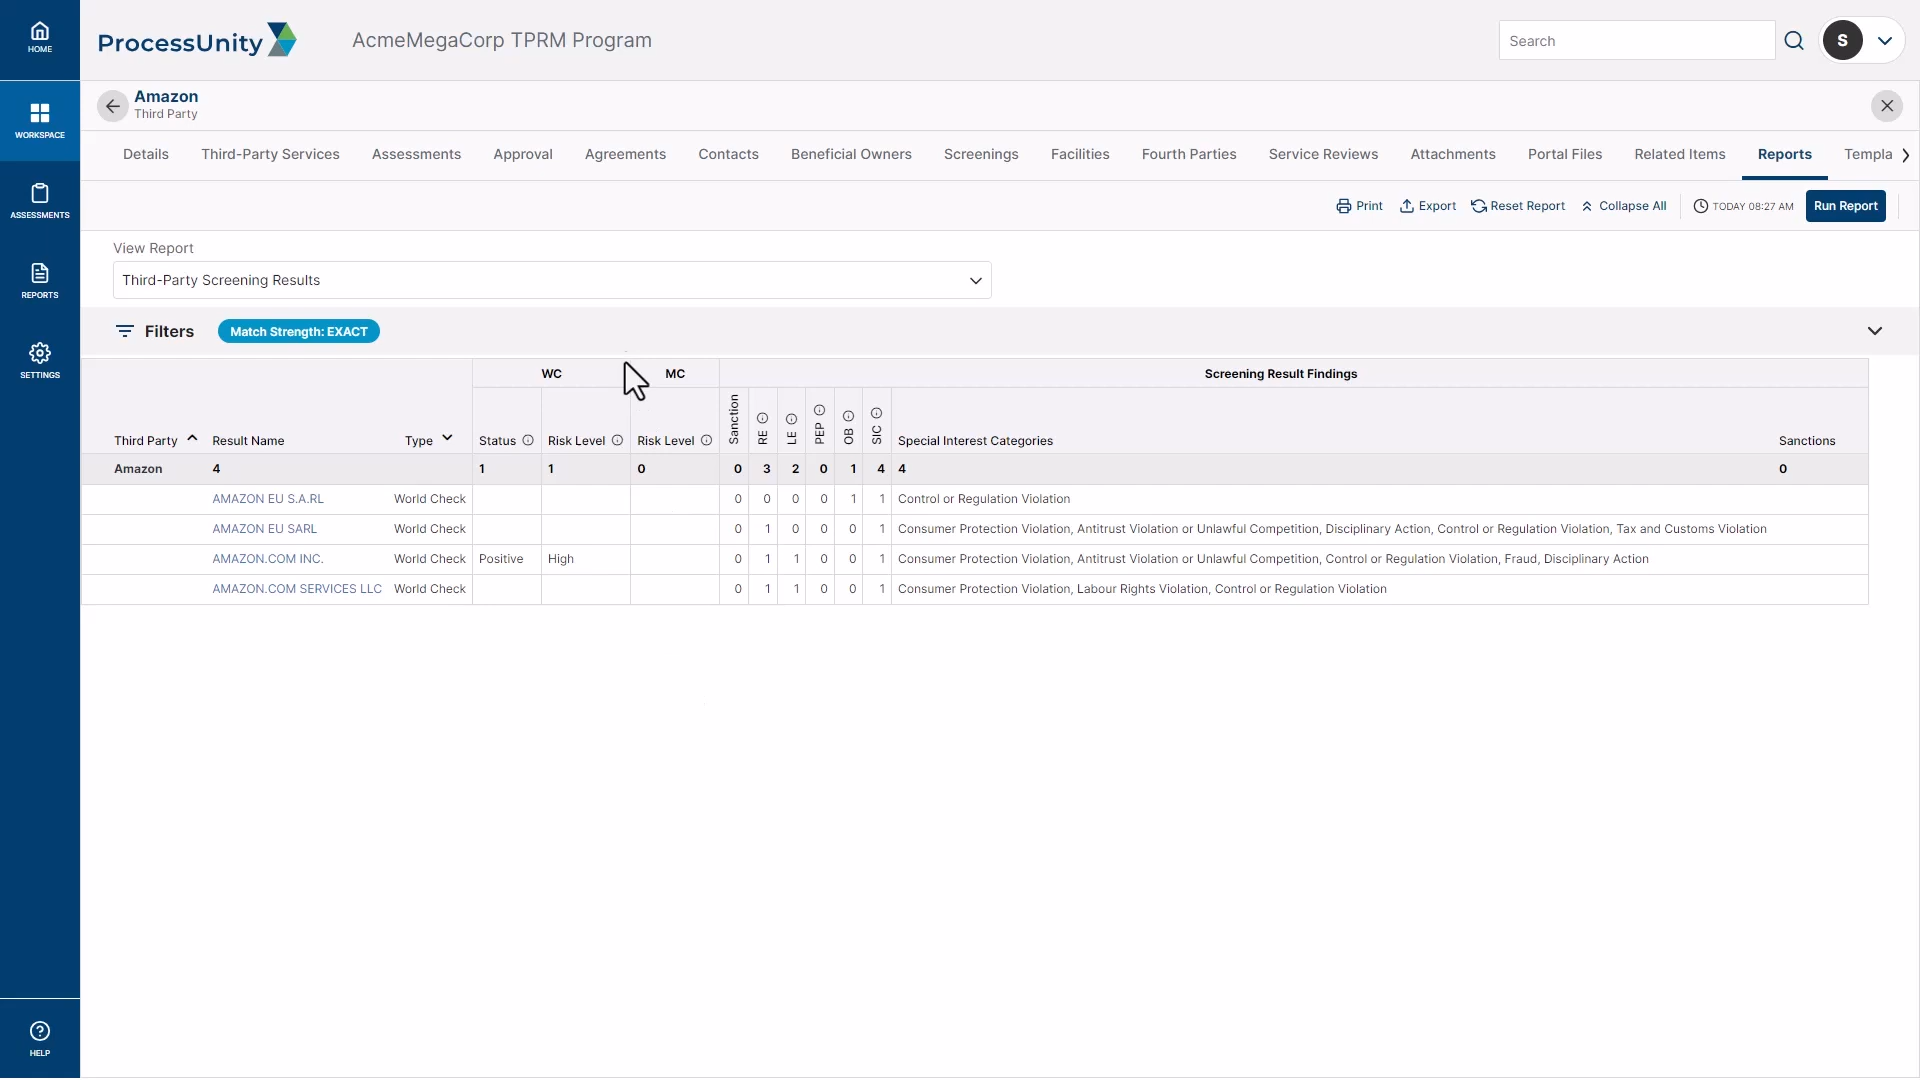 HOME
ProcessUnity
AcmeMegaCorp TPRM Program
Search
S
WORKSPACE
ASSESSMENTS
REPORTS
SETTINGS
HELP
Amazon
Third Party
Details Third-Party Services Assessments Approval Agreements Contacts Beneficial Owners Screenings Facilities Fourth Parties Service Reviews Attachments Portal Files Related Items Reports Templa
Print Export Reset Report Collapse All TODAY 08:27 AM Run Report
View Report
Third-Party Screening Results
Filters Match Strength: EXACT
WC MC Screening Result Findings
Third Party Result Name Type Status Risk Level Risk Level Sanction RE LE PEP OB SIC Special Interest Categories Sanctions
Amazon 4 1 1 0 0 3 2 0 1 4 4 0
AMAZON EU S.A.RL World Check 0 0 0 0 1 1 Control or Regulation Violation
AMAZON EU SARL World Check 0 1 0 0 0 1 Consumer Protection Violation, Antitrust Violation or Unlawful Competition, Disciplinary Action, Control or Regulation Violation, Tax and Customs Violation
AMAZON.COM INC. World Check Positive High 0 1 1 0 0 1 Consumer Protection Violation, Antitrust Violation or Unlawful Competition, Control or Regulation Violation, Fraud, Disciplinary Action
AMAZON.COM SERVICES LLC World Check 0 1 1 0 0 1 Consumer Protection Violation, Labour Rights Violation, Control or Regulation Violation